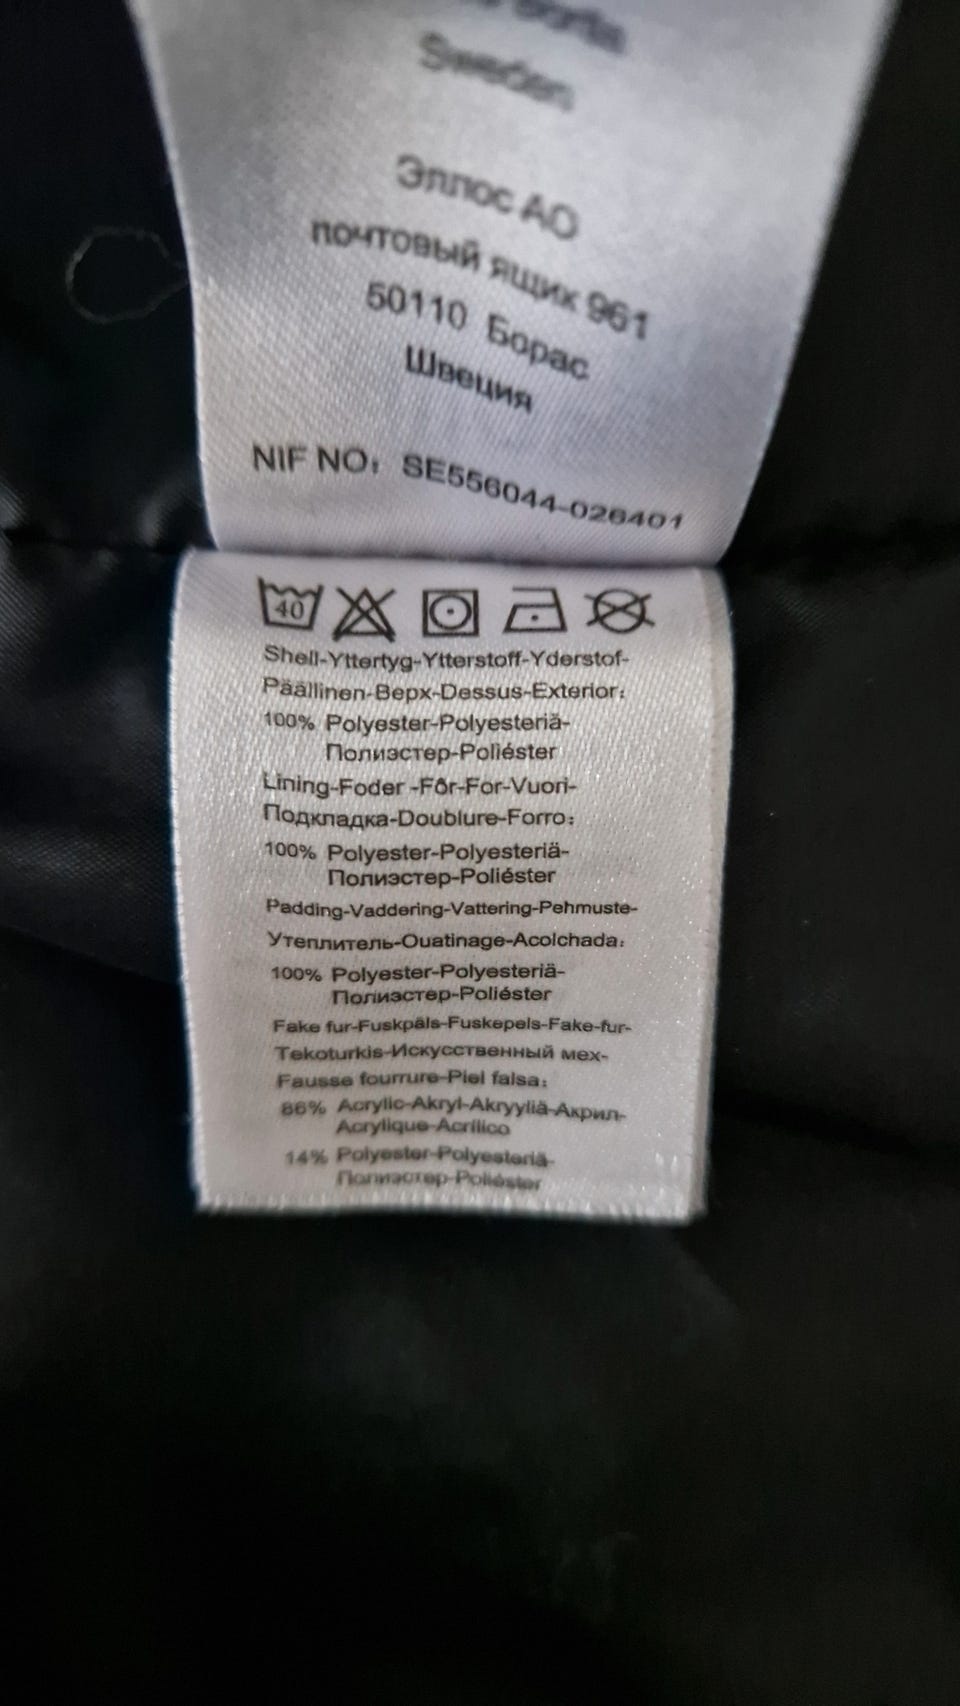 Sweden
Эллос АО
почтовый ящик 961
50110 Борас
Швеция
NIF NO: SE556044-026401
40
Shell-Yttertyg-Ytterstoff-Yderstof-
Päällinen-Верх-Dessus-Exterior:
100% Polyester-Polyesteriä-
Полиэстер-Poliéster
Lining-Foder -Fôr-For-Vuori-
Подкладка-Doublure-Forro:
100% Polyester-Polyesteriä-
Полиэстер-Poliéster
Padding-Vaddering-Vattering-Pehmuste-
Утеплитель-Ouatinage-Acolchada:
100% Polyester-Polyesteriä-
Полиэстер-Poliéster
Fake fur-Fuskpäls-Fuskepels-Fake-fur-
Tekoturkis-Искусственный мех-
Fausse fourrure-Piel falsa:
86% Acrylic-Akryl-Akryyliä-Акрил-
Acrylique-Acrílico
14% Polyester-Polyesteriä-
Полиэстер-Poliéster